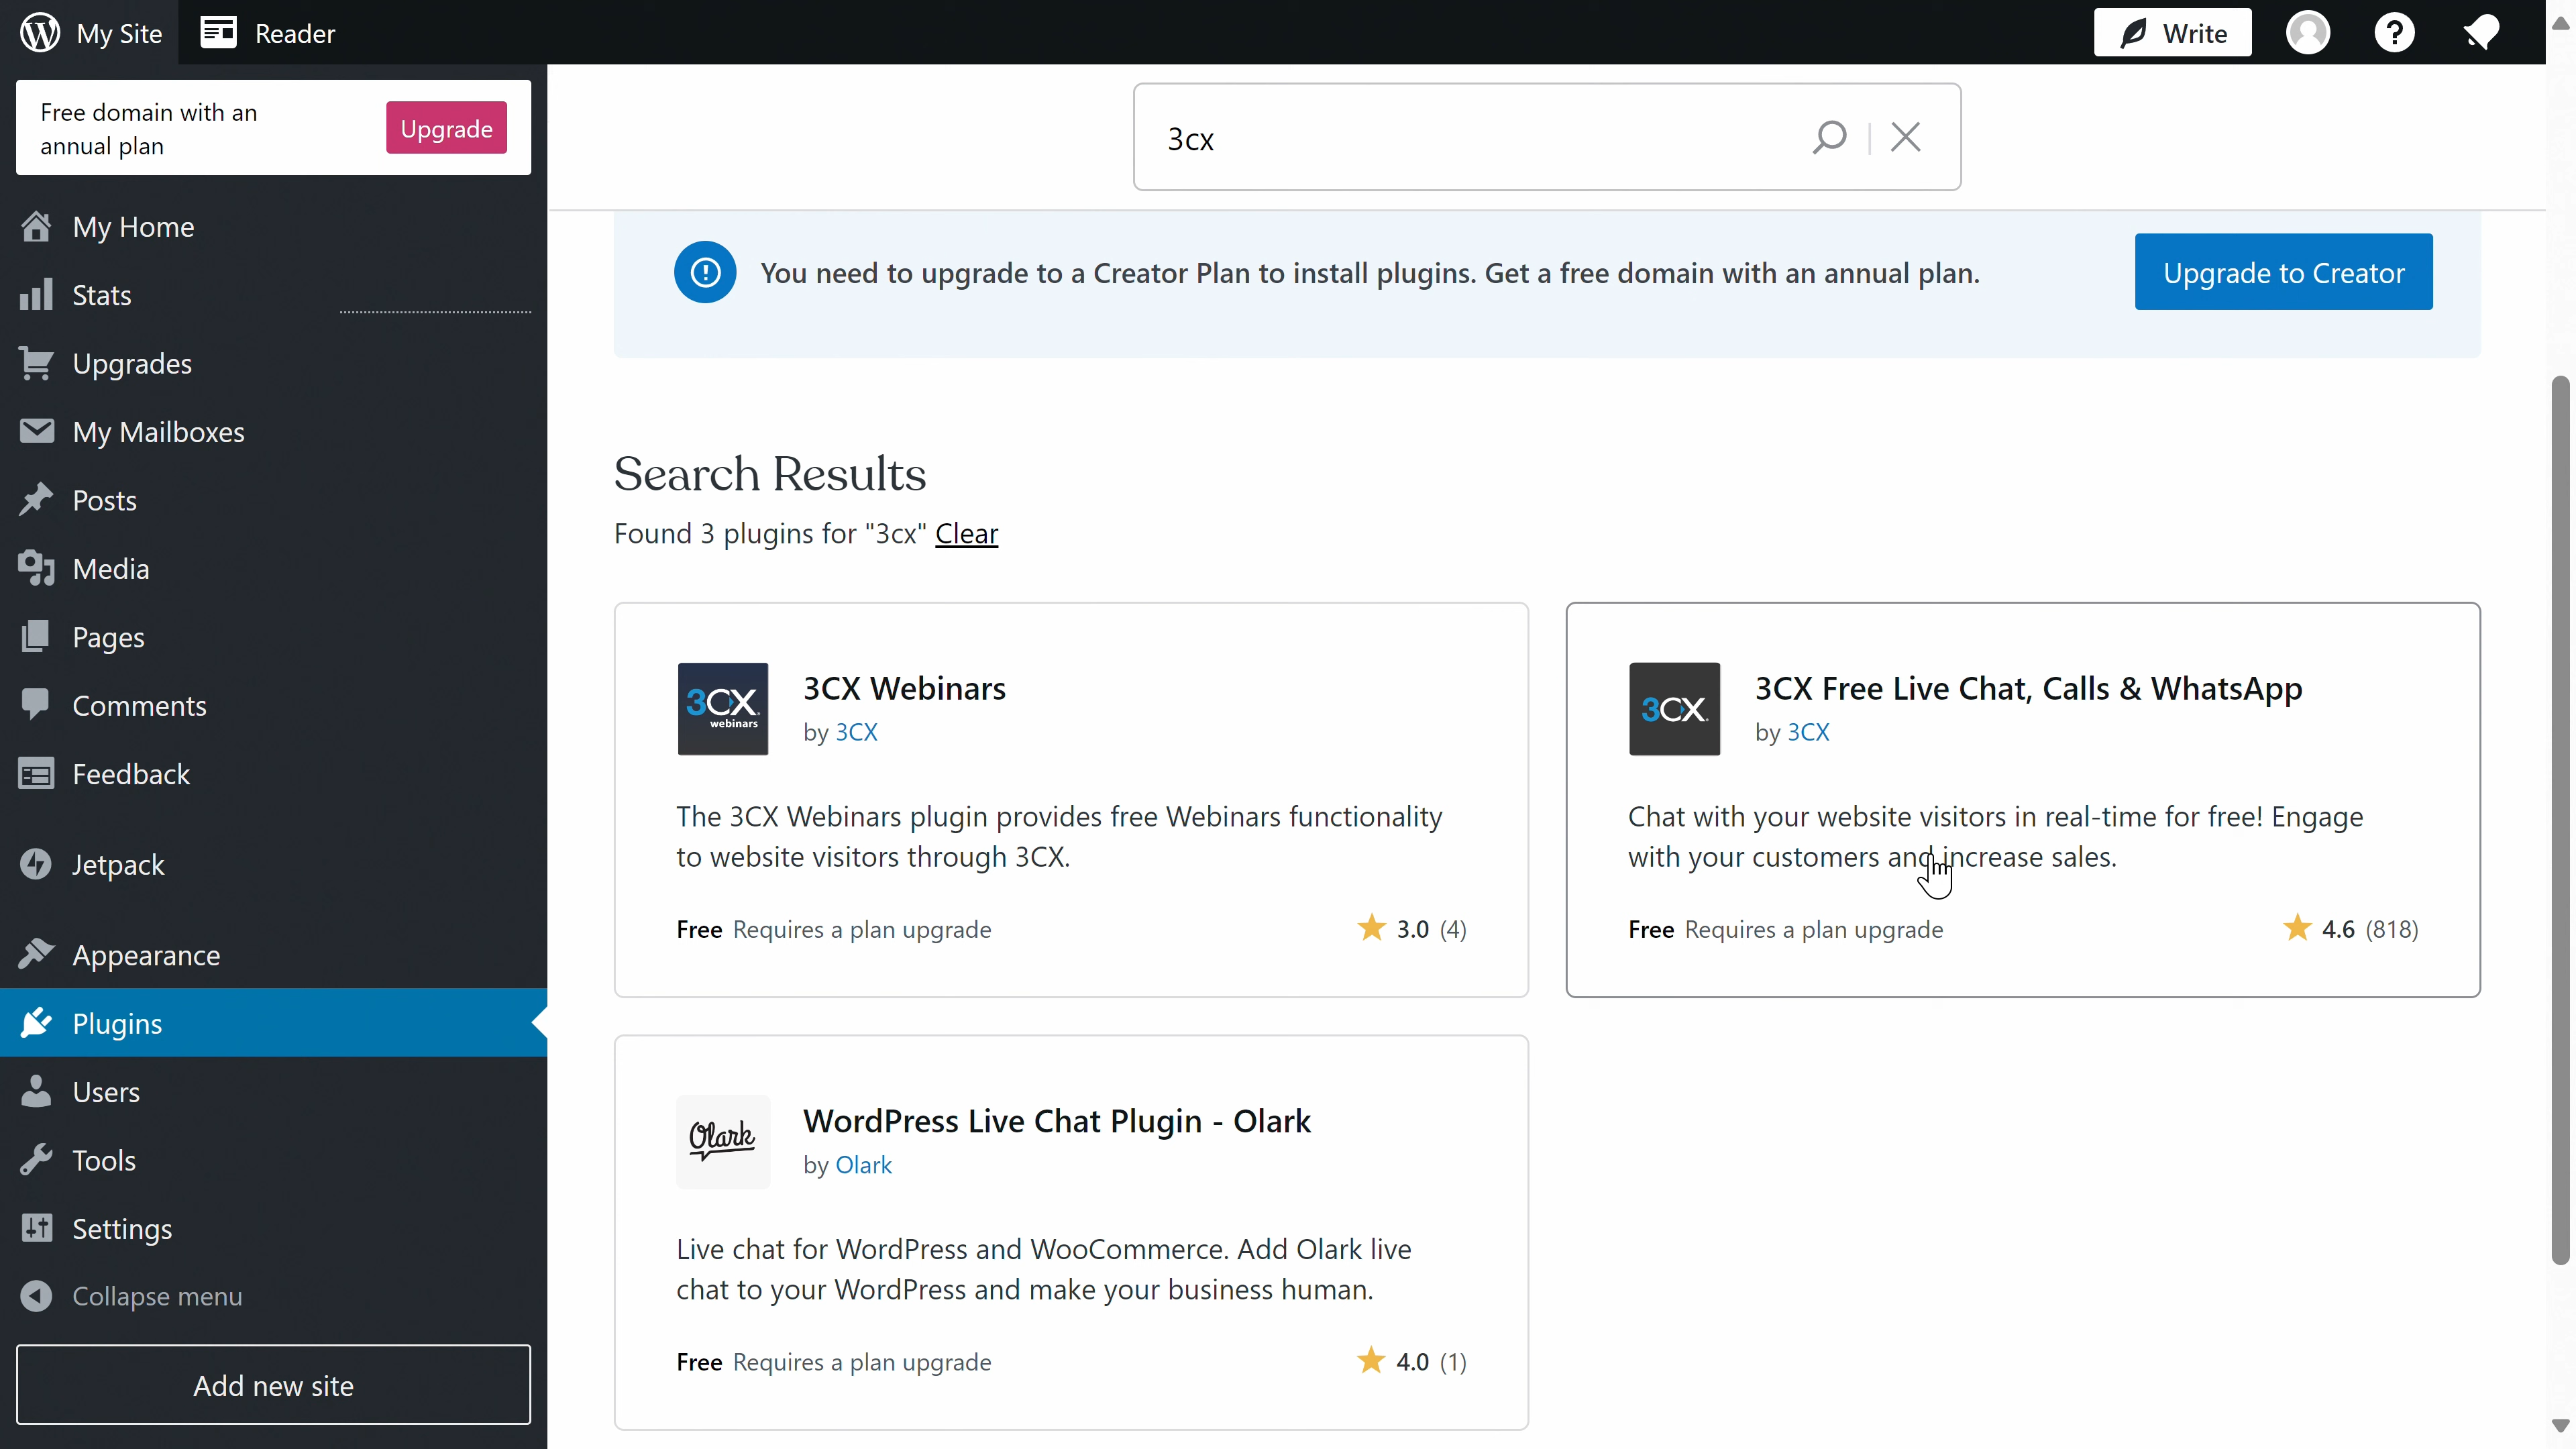 My Site
Reader
Write
Free domain with an
annual plan
Upgrade
My Home
Stats
Upgrades
My Mailboxes
Posts
Media
Pages
Comments
Feedback
Jetpack
Appearance
Plugins
Users
Tools
Settings
Collapse menu
Add new site
3cx
You need to upgrade to a Creator Plan to install plugins. Get a free domain with an annual plan.
Upgrade to Creator
Search Results
Found 3 plugins for "3cx" Clear
3CX webinars
3CX Webinars
by 3CX
The 3CX Webinars plugin provides free Webinars functionality
to website visitors through 3CX.
Free Requires a plan upgrade
3.0 (4)
3CX
3CX Free Live Chat, Calls & WhatsApp
by 3CX
Chat with your website visitors in real-time for free! Engage
with your customers and increase sales.
Free Requires a plan upgrade
4.6 (818)
Olark
WordPress Live Chat Plugin - Olark
by Olark
Live chat for WordPress and WooCommerce. Add Olark live
chat to your WordPress and make your business human.
Free Requires a plan upgrade
4.0 (1)